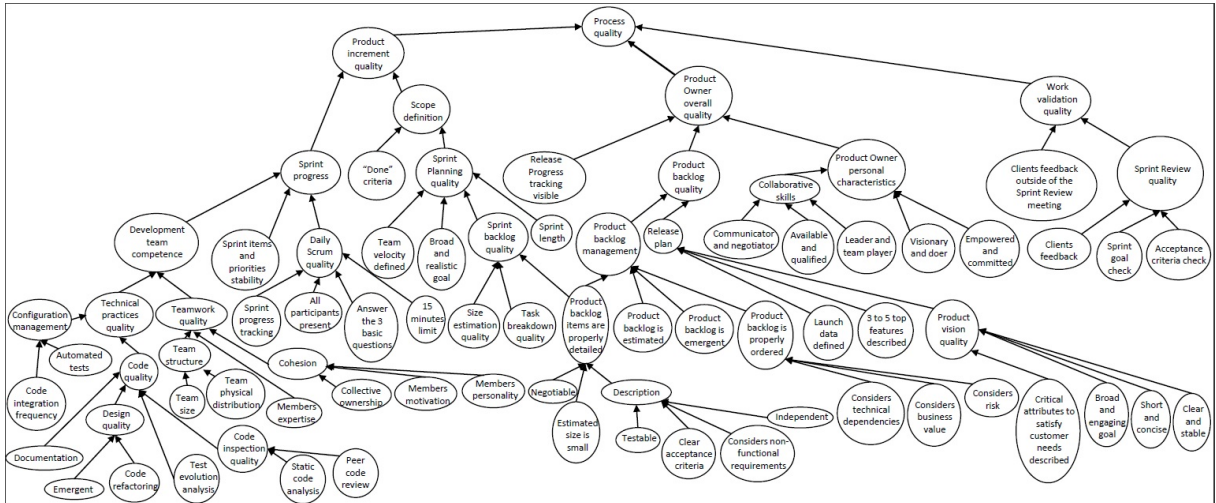 Process
quality
Product
increment
quality
Product
Owner
overall
quality
Work
validation
quality
Scope
definition
Sprint
progress
"Done"
criteria
Sprint
Planning
quality
Release
Progress
tracking
visible
Product
backlog
quality
Product Owner
personal
characteristics
Collaborative
skills
Clients feedback
outside of the
Sprint Review
meeting
Sprint Review
quality
Development
team
competence
Sprint items
and
priorities
stability
Daily
Scrum
quality
Team
velocity
defined
Broad
and
realistic
goal
Sprint
backlog
quality
Sprint
length
Product
backlog
management
Release
plan
Communicator
and negotiator
Available
and
qualified
Leader and
team player
Visionary
and doer
Empowered
and
committed
Clients
feedback
Sprint
goal
check
Acceptance
criteria check
Configuration
management
Technical
practices
quality
Teamwork
quality
Sprint
progress
tracking
All
participants
present
Answer the
3 basic
questions
15
minutes
limit
Size
estimation
quality
Task
breakdown
quality
Product
backlog
items are
properly
detailed
Product
backlog is
estimated
Product
backlog is
emergent
Product
backlog is
properly
ordered
Launch
data
defined
3 to 5 top
features
described
Product
vision
quality
Automated
tests
Code
quality
Team
structure
Cohesion
Code
integration
frequency
Team
size
Team
physical
distribution
Members
expertise
Collective
ownership
Members
motivation
Members
personality
Negotiable
Description
Estimated
size is
small
Testable
Clear
acceptance
criteria
Considers non-
functional
requirements
Independent
Considers
technical
dependencies
Considers
business
value
Considers
risk
Critical
attributes to
satisfy
customer
needs
described
Broad
and
engaging
goal
Short
and
concise
Clear
and
stable
Design
quality
Documentation
Emergent
Code
refactoring
Test
evolution
analysis
Code
inspection
quality
Static
code
analysis
Peer
code
review